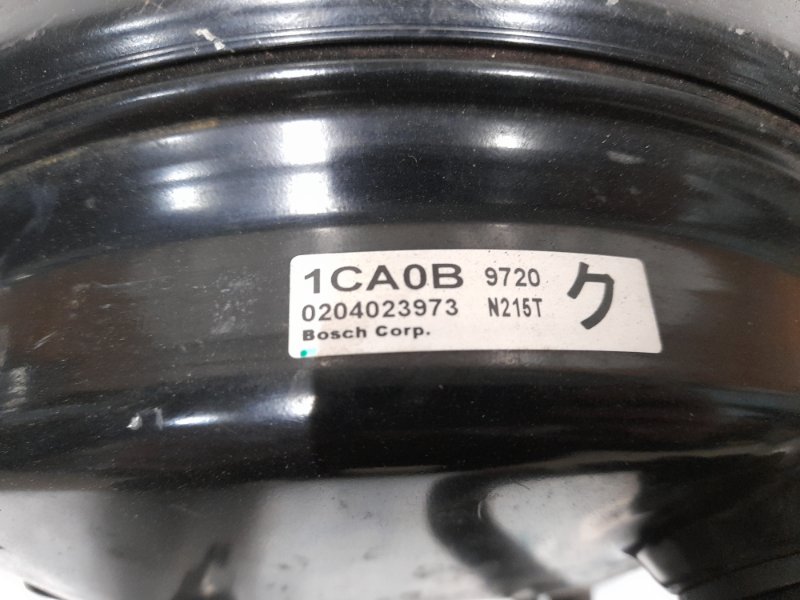 1CA0B 9720 ク
0204023973 N215T
Bosch Corp.